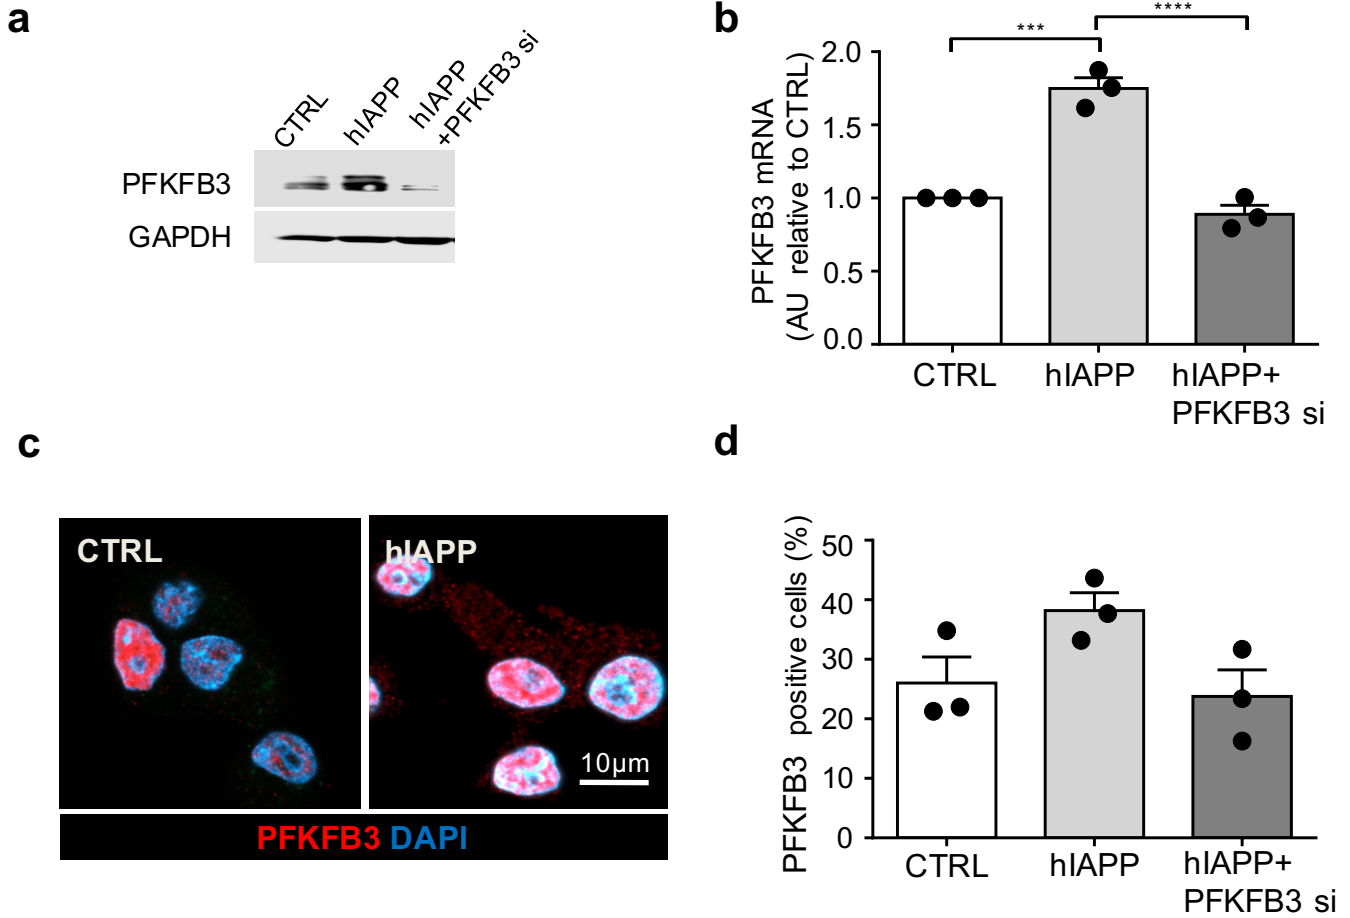 a
CTRL
hIAPP
hIAPP
+PFKFB3 si
PFKFB3
GAPDH
b
***
****
PFKFB3 mRNA
(AU relative to CTRL)
2.0
1.5
1.0
0.5
0.0
CTRL
hIAPP
hIAPP+
PFKFB3 si
c
CTRL
hIAPP
10μm
PFKFB3 DAPI
d
PFKFB3 positive cells (%)
50
40
30
20
10
0
CTRL
hIAPP
hIAPP+
PFKFB3 si